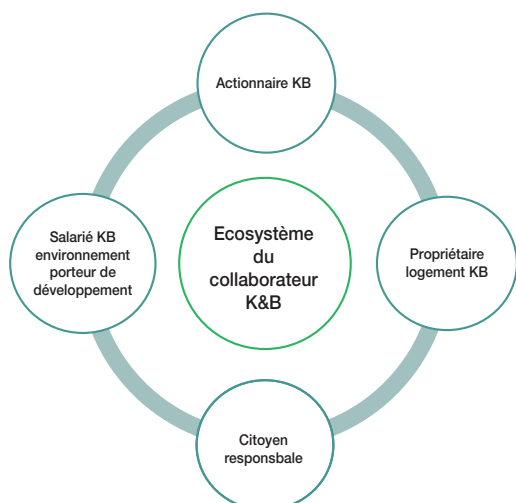 Actionnaire KB
Salarié KB
environnement
porteur de
développement
Ecosystème
du
collaborateur
K&B
Propriétaire
logement KB
Citoyen
responsbale